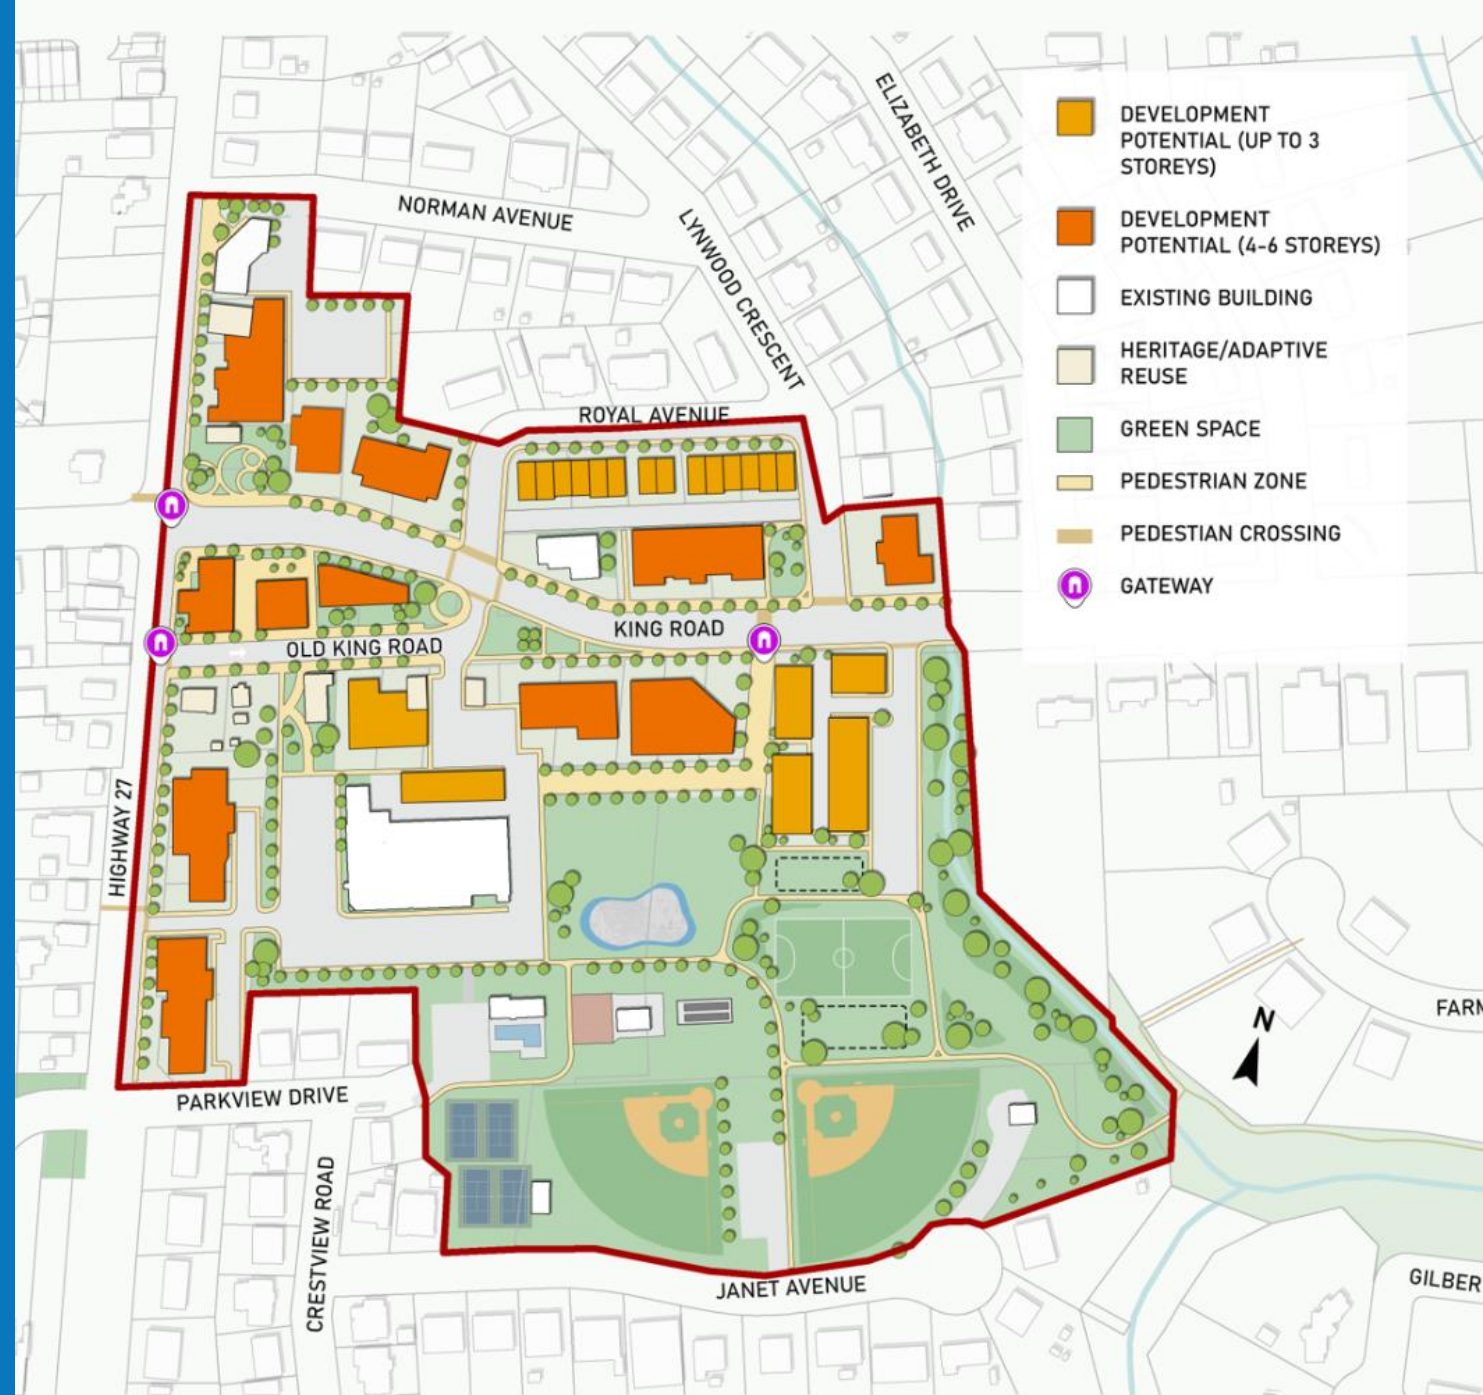 NORMAN AVENUE
LYNWOOD CRESCENT
ELIZABETH DRIVE
ROYAL AVENUE
KING ROAD
OLD KING ROAD
HIGHWAY 27
PARKVIEW DRIVE
CRESTVIEW ROAD
JANET AVENUE
FARM
GILBER
N
DEVELOPMENT
POTENTIAL (UP TO 3
STOREYS)
DEVELOPMENT
POTENTIAL (4-6 STOREYS)
EXISTING BUILDING
HERITAGE/ADAPTIVE
REUSE
GREEN SPACE
PEDESTRIAN ZONE
PEDESTIAN CROSSING
GATEWAY